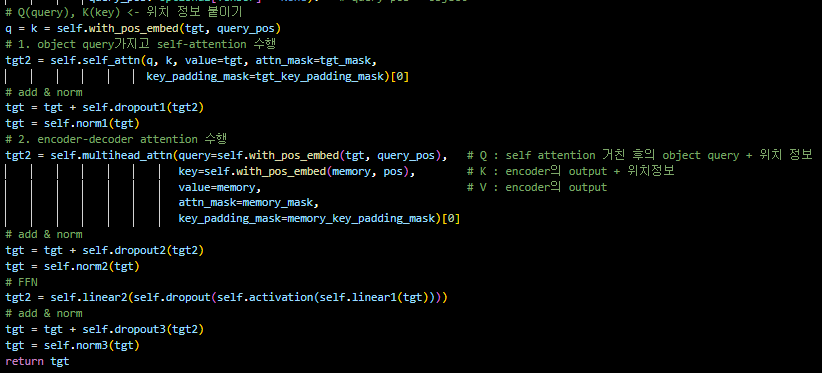 # Q(query), K(key) <- 위치 정보 붙이기
q = k = self.with_pos_embed(tgt, query_pos)
# 1. object query가지고 self-attention 수행
tgt2 = self.self_attn(q, k, value=tgt, attn_mask=tgt_mask,
key_padding_mask=tgt_key_padding_mask)[0]
# add & norm
tgt = tgt + self.dropout1(tgt2)
tgt = self.norm1(tgt)
# 2. encoder-decoder attention 수행
tgt2 = self.multihead_attn(query=self.with_pos_embed(tgt, query_pos), # Q : self attention 거친 후의 object query + 위치 정보
key=self.with_pos_embed(memory, pos), # K : encoder의 output + 위치정보
value=memory, # V : encoder의 output
attn_mask=memory_mask,
key_padding_mask=memory_key_padding_mask)[0]
# add & norm
tgt = tgt + self.dropout2(tgt2)
tgt = self.norm2(tgt)
# FFN
tgt2 = self.linear2(self.dropout(self.activation(self.linear1(tgt))))
# add & norm
tgt = tgt + self.dropout3(tgt2)
tgt = self.norm3(tgt)
return tgt